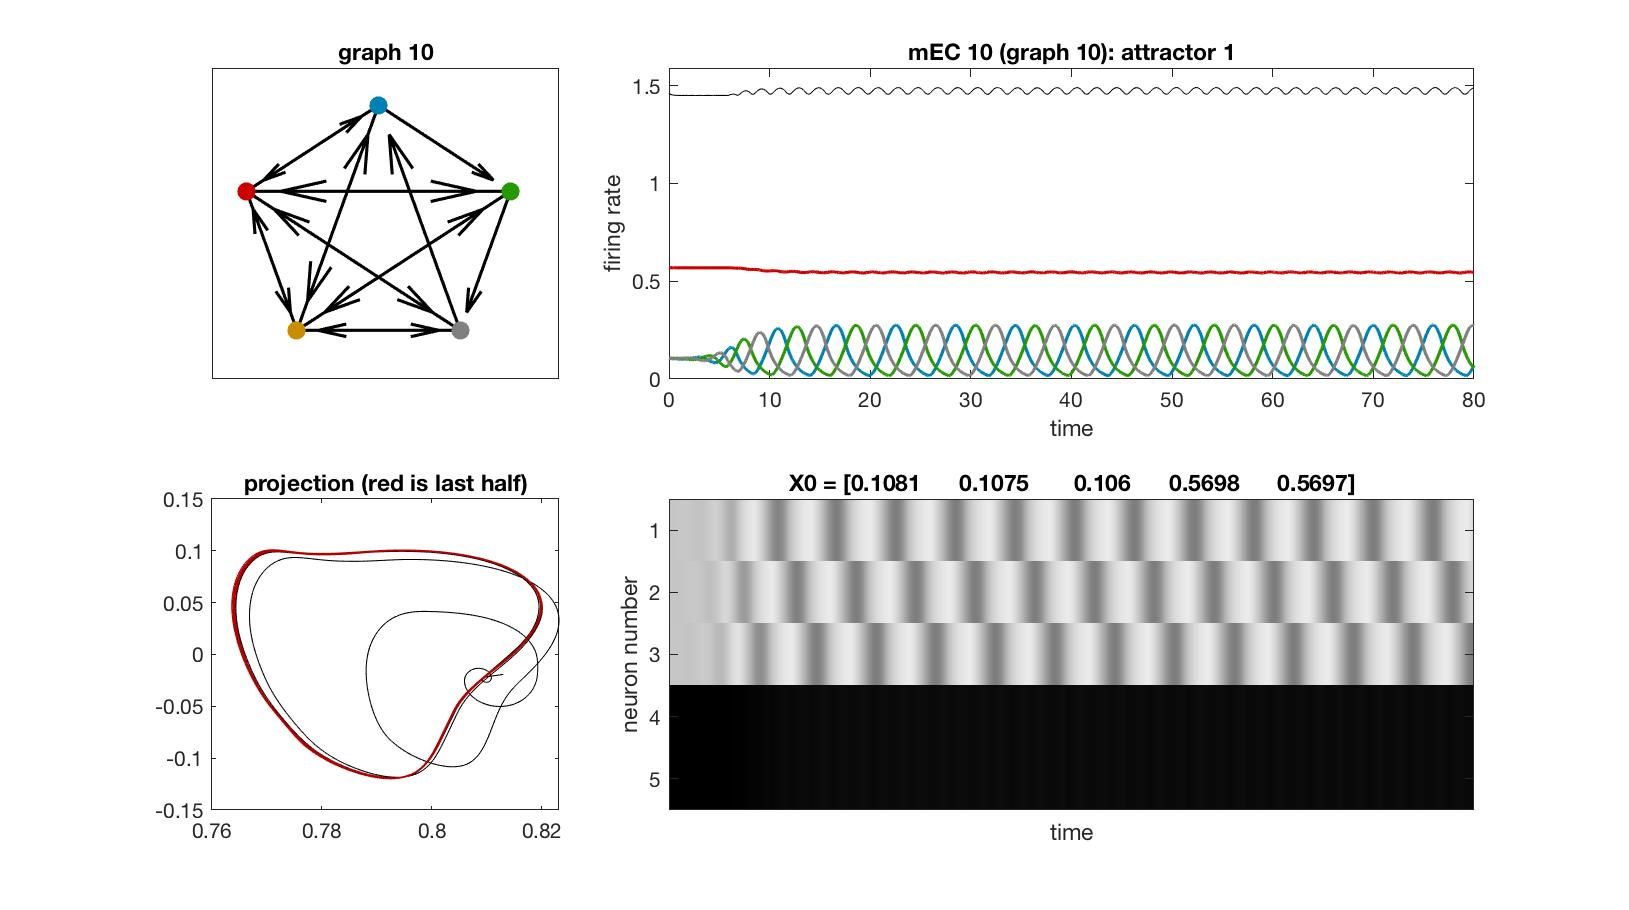 graph 10
mEC 10 (graph 10): attractor 1
firing rate
1.5
1
0.5
0
0 10 20 30 40 50 60 70 80
time
projection (red is last half)
0.15
0.1
0.05
0
-0.05
-0.1
-0.15
0.76 0.78 0.8 0.82
X0 = [0.1081 0.1075 0.106 0.5698 0.5697]
neuron number
1
2
3
4
5
time